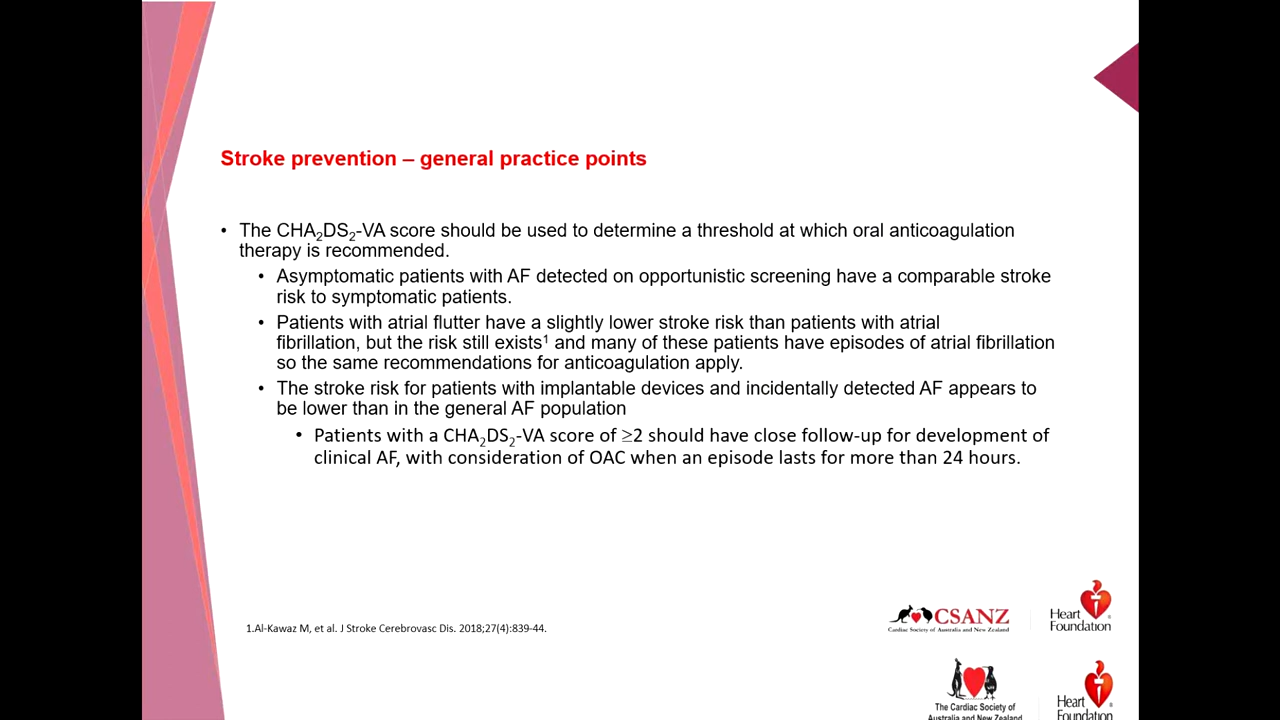 Stroke prevention – general practice points
• The CHA₂DS₂-VA score should be used to determine a threshold at which oral anticoagulation
therapy is recommended.
• Asymptomatic patients with AF detected on opportunistic screening have a comparable stroke
risk to symptomatic patients.
• Patients with atrial flutter have a slightly lower stroke risk than patients with atrial
fibrillation, but the risk still exists¹ and many of these patients have episodes of atrial fibrillation
so the same recommendations for anticoagulation apply.
• The stroke risk for patients with implantable devices and incidentally detected AF appears to
be lower than in the general AF population
• Patients with a CHA₂DS₂-VA score of ≥2 should have close follow-up for development of
clinical AF, with consideration of OAC when an episode lasts for more than 24 hours.
1.Al-Kawaz M, et al. J Stroke Cerebrovasc Dis. 2018;27(4):839-44.
CSANZ
Cardiac Society of Australia and New Zealand
Heart
Foundation
The Cardiac Society of
Australia and New Zealand
Heart
Foundation